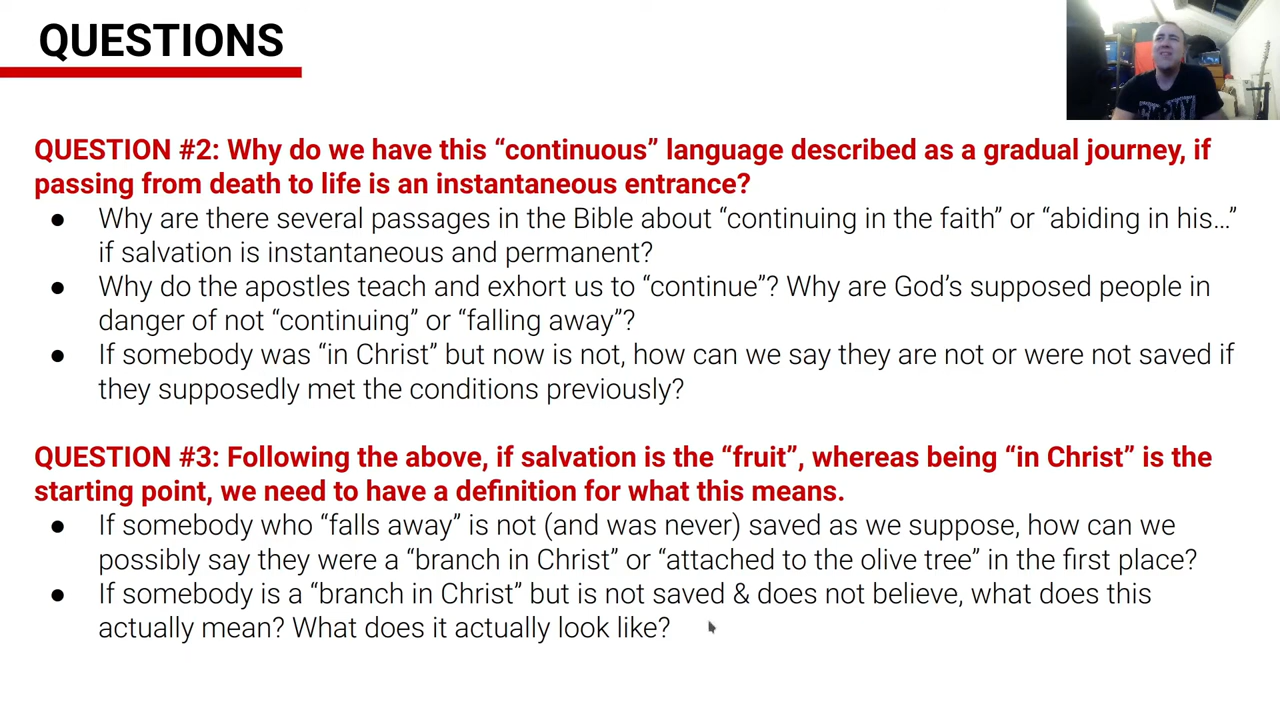 QUESTIONS
QUESTION #2: Why do we have this “continuous” language described as a gradual journey, if
passing from death to life is an instantaneous entrance?
● Why are there several passages in the Bible about “continuing in the faith” or “abiding in his…”
if salvation is instantaneous and permanent?
● Why do the apostles teach and exhort us to “continue”? Why are God’s supposed people in
danger of not “continuing” or “falling away”?
● If somebody was “in Christ” but now is not, how can we say they are not or were not saved if
they supposedly met the conditions previously?
QUESTION #3: Following the above, if salvation is the “fruit”, whereas being “in Christ” is the
starting point, we need to have a definition for what this means.
● If somebody who “falls away” is not (and was never) saved as we suppose, how can we
possibly say they were a “branch in Christ” or “attached to the olive tree” in the first place?
● If somebody is a “branch in Christ” but is not saved & does not believe, what does this
actually mean? What does it actually look like?